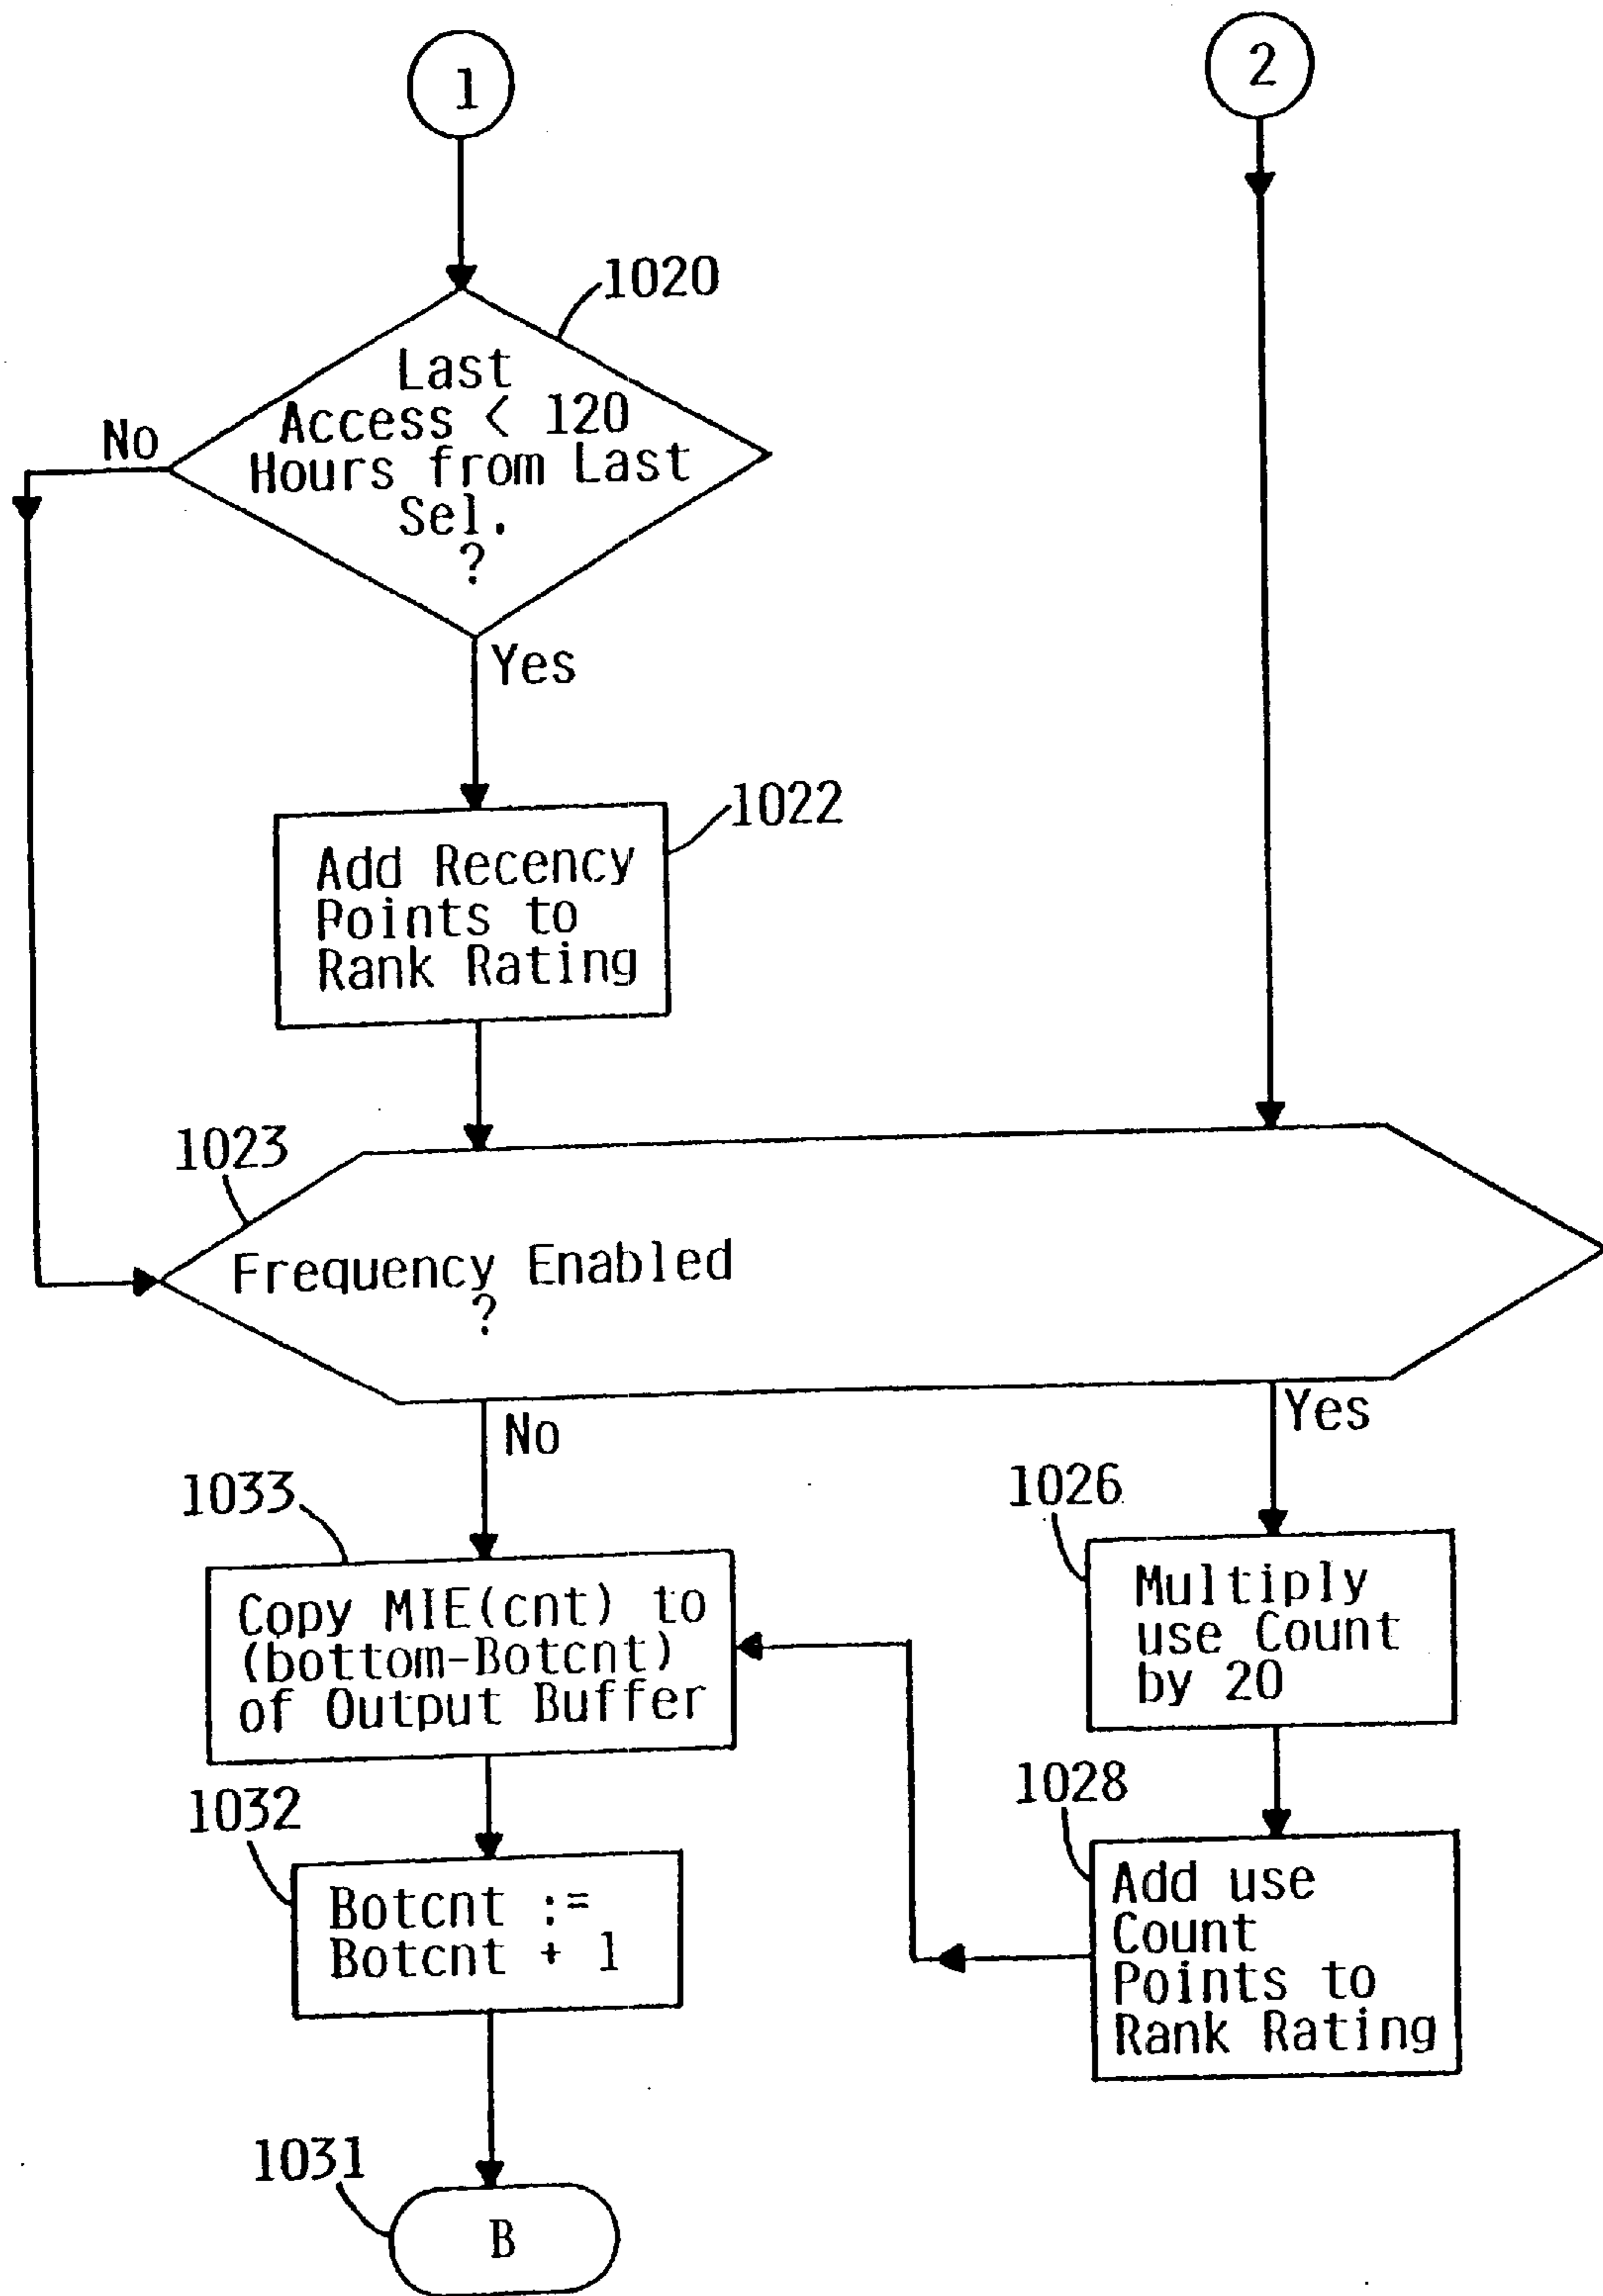 1
2
1020
Last
Access < 120
Hours from Last
Sel.
?
No
Yes
1022
Add Recency
Points to
Rank Rating
1023
Frequency Enabled
?
No
Yes
1033
Copy MIE(cnt) to
(bottom-Botcnt)
of Output Buffer
1026
Multiply
use Count
by 20
1032
Botcnt :=
Botcnt + 1
1028
Add use
Count
Points to
Rank Rating
1031
B